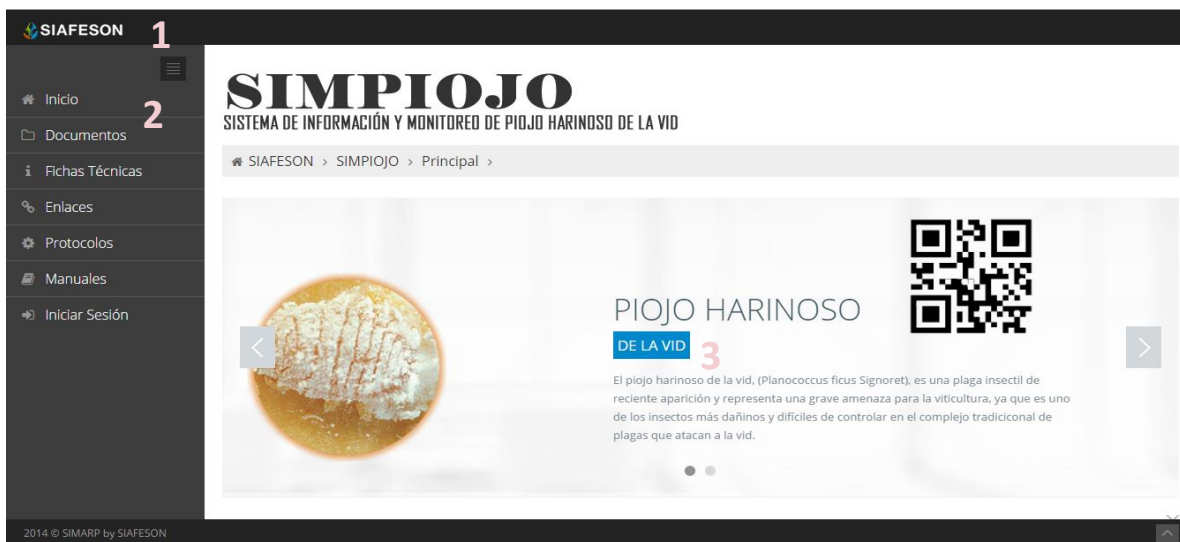 SIAFESON
1
Inicio
2
Documentos
Fichas Técnicas
Enlaces
Protocolos
Manuales
Iniciar Sesión
SIMPIOJO
SISTEMA DE INFORMACIÓN Y MONITOREO DE PIOJO HARINOSO DE LA VID
SIAFESON > SIMPIOJO > Principal >
PIOJO HARINOSO
DE LA VID
3
El piojo harinoso de la vid, (Planococcus ficus Signoret), es una plaga insectil de
reciente aparición y representa una grave amenaza para la viticultura, ya que es uno
de los insectos más dañinos y difíciles de controlar en el complejo tradiciconal de
plagas que atacan a la vid.
2014 © SIMARP by SIAFESON